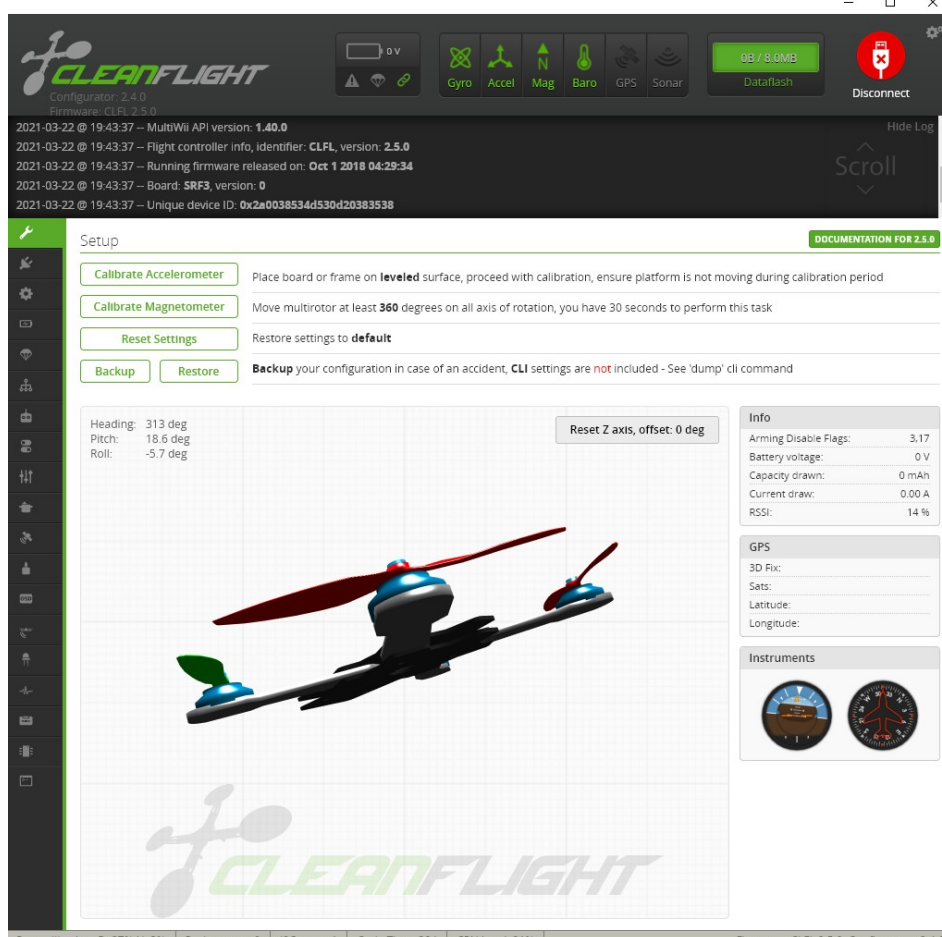 CLEANFLIGHT
Configurator: 2.4.0
Firmware: CLFL 2.5.0
0 V
Gyro
Accel
N
Mag
Baro
GPS
Sonar
0B / 8.0MB
Dataflash
Disconnect
Hide Log
Scroll
2021-03-22 @ 19:43:37 -- MultiWii API version: 1.40.0
2021-03-22 @ 19:43:37 -- Flight controller info, identifier: CLFL, version: 2.5.0
2021-03-22 @ 19:43:37 -- Running firmware released on: Oct 1 2018 04:29:34
2021-03-22 @ 19:43:37 -- Board: SRF3, version: 0
2021-03-22 @ 19:43:37 -- Unique device ID: 0x2a0038534d530d20383538
Setup
DOCUMENTATION FOR 2.5.0
Calibrate Accelerometer
Place board or frame on leveled surface, proceed with calibration, ensure platform is not moving during calibration period
Calibrate Magnetometer
Move multirotor at least 360 degrees on all axis of rotation, you have 30 seconds to perform this task
Reset Settings
Restore settings to default
Backup
Restore
Backup your configuration in case of an accident, CLI settings are not included - See 'dump' cli command
Heading: 313 deg
Pitch: 18.6 deg
Roll: -5.7 deg
Reset Z axis, offset: 0 deg
Info
Arming Disable Flags: 3,17
Battery voltage: 0 V
Capacity drawn: 0 mAh
Current draw: 0.00 A
RSSI: 14 %
GPS
3D Fix:
Sats:
Latitude:
Longitude:
Instruments
CLEANFLIGHT